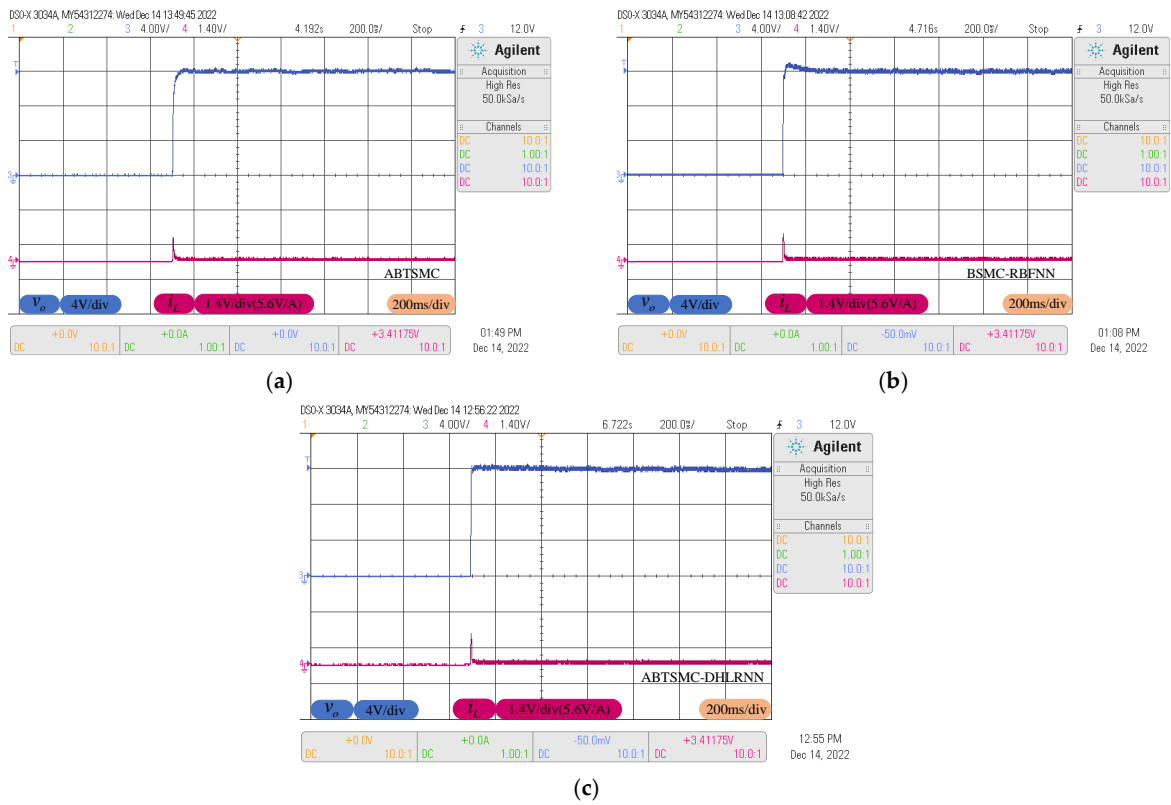 DSO-X 3034A, MY54312274: Wed Dec 14 13:49:45 2022
1 2 3 4.00V/ 4 1.40V/ 4.192s 200.0ms/ Stop 3 12.0V
Agilent
Acquisition
High Res
50.0kSa/s
Channels
DC 10.0:1
DC 1.00:1
DC 10.0:1
DC 10.0:1
T
3
4
ABTSMC
vo 4V/div iL 1.4V/div(5.6V/A) 200ms/div
+0.0V +0.0A +0.0V +3.41175V
DC 10.0:1 DC 1.00:1 DC 10.0:1 DC 10.0:1
01:49 PM
Dec 14, 2022
(a)
DSO-X 3034A, MY54312274: Wed Dec 14 13:08:42 2022
1 2 3 4.00V/ 4 1.40V/ 4.716s 200.0ms/ Stop 3 12.0V
Agilent
Acquisition
High Res
50.0kSa/s
Channels
DC 10.0:1
DC 1.00:1
DC 10.0:1
DC 10.0:1
T
3
4
BSMC-RBFNN
vo 4V/div iL 1.4V/div(5.6V/A) 200ms/div
+0.0V +0.0A -50.0mV +3.41175V
DC 10.0:1 DC 1.00:1 DC 10.0:1 DC 10.0:1
01:08 PM
Dec 14, 2022
(b)
DSO-X 3034A, MY54312274: Wed Dec 14 12:56:22 2022
1 2 3 4.00V/ 4 1.40V/ 6.722s 200.0ms/ Stop 3 12.0V
Agilent
Acquisition
High Res
50.0kSa/s
Channels
DC 10.0:1
DC 1.00:1
DC 10.0:1
DC 10.0:1
T
3
4
ABTSMC-DHLRNN
vo 4V/div iL 1.4V/div(5.6V/A) 200ms/div
+0.0V +0.0A -50.0mV +3.41175V
DC 10.0:1 DC 1.00:1 DC 10.0:1 DC 10.0:1
12:55 PM
Dec 14, 2022
(c)